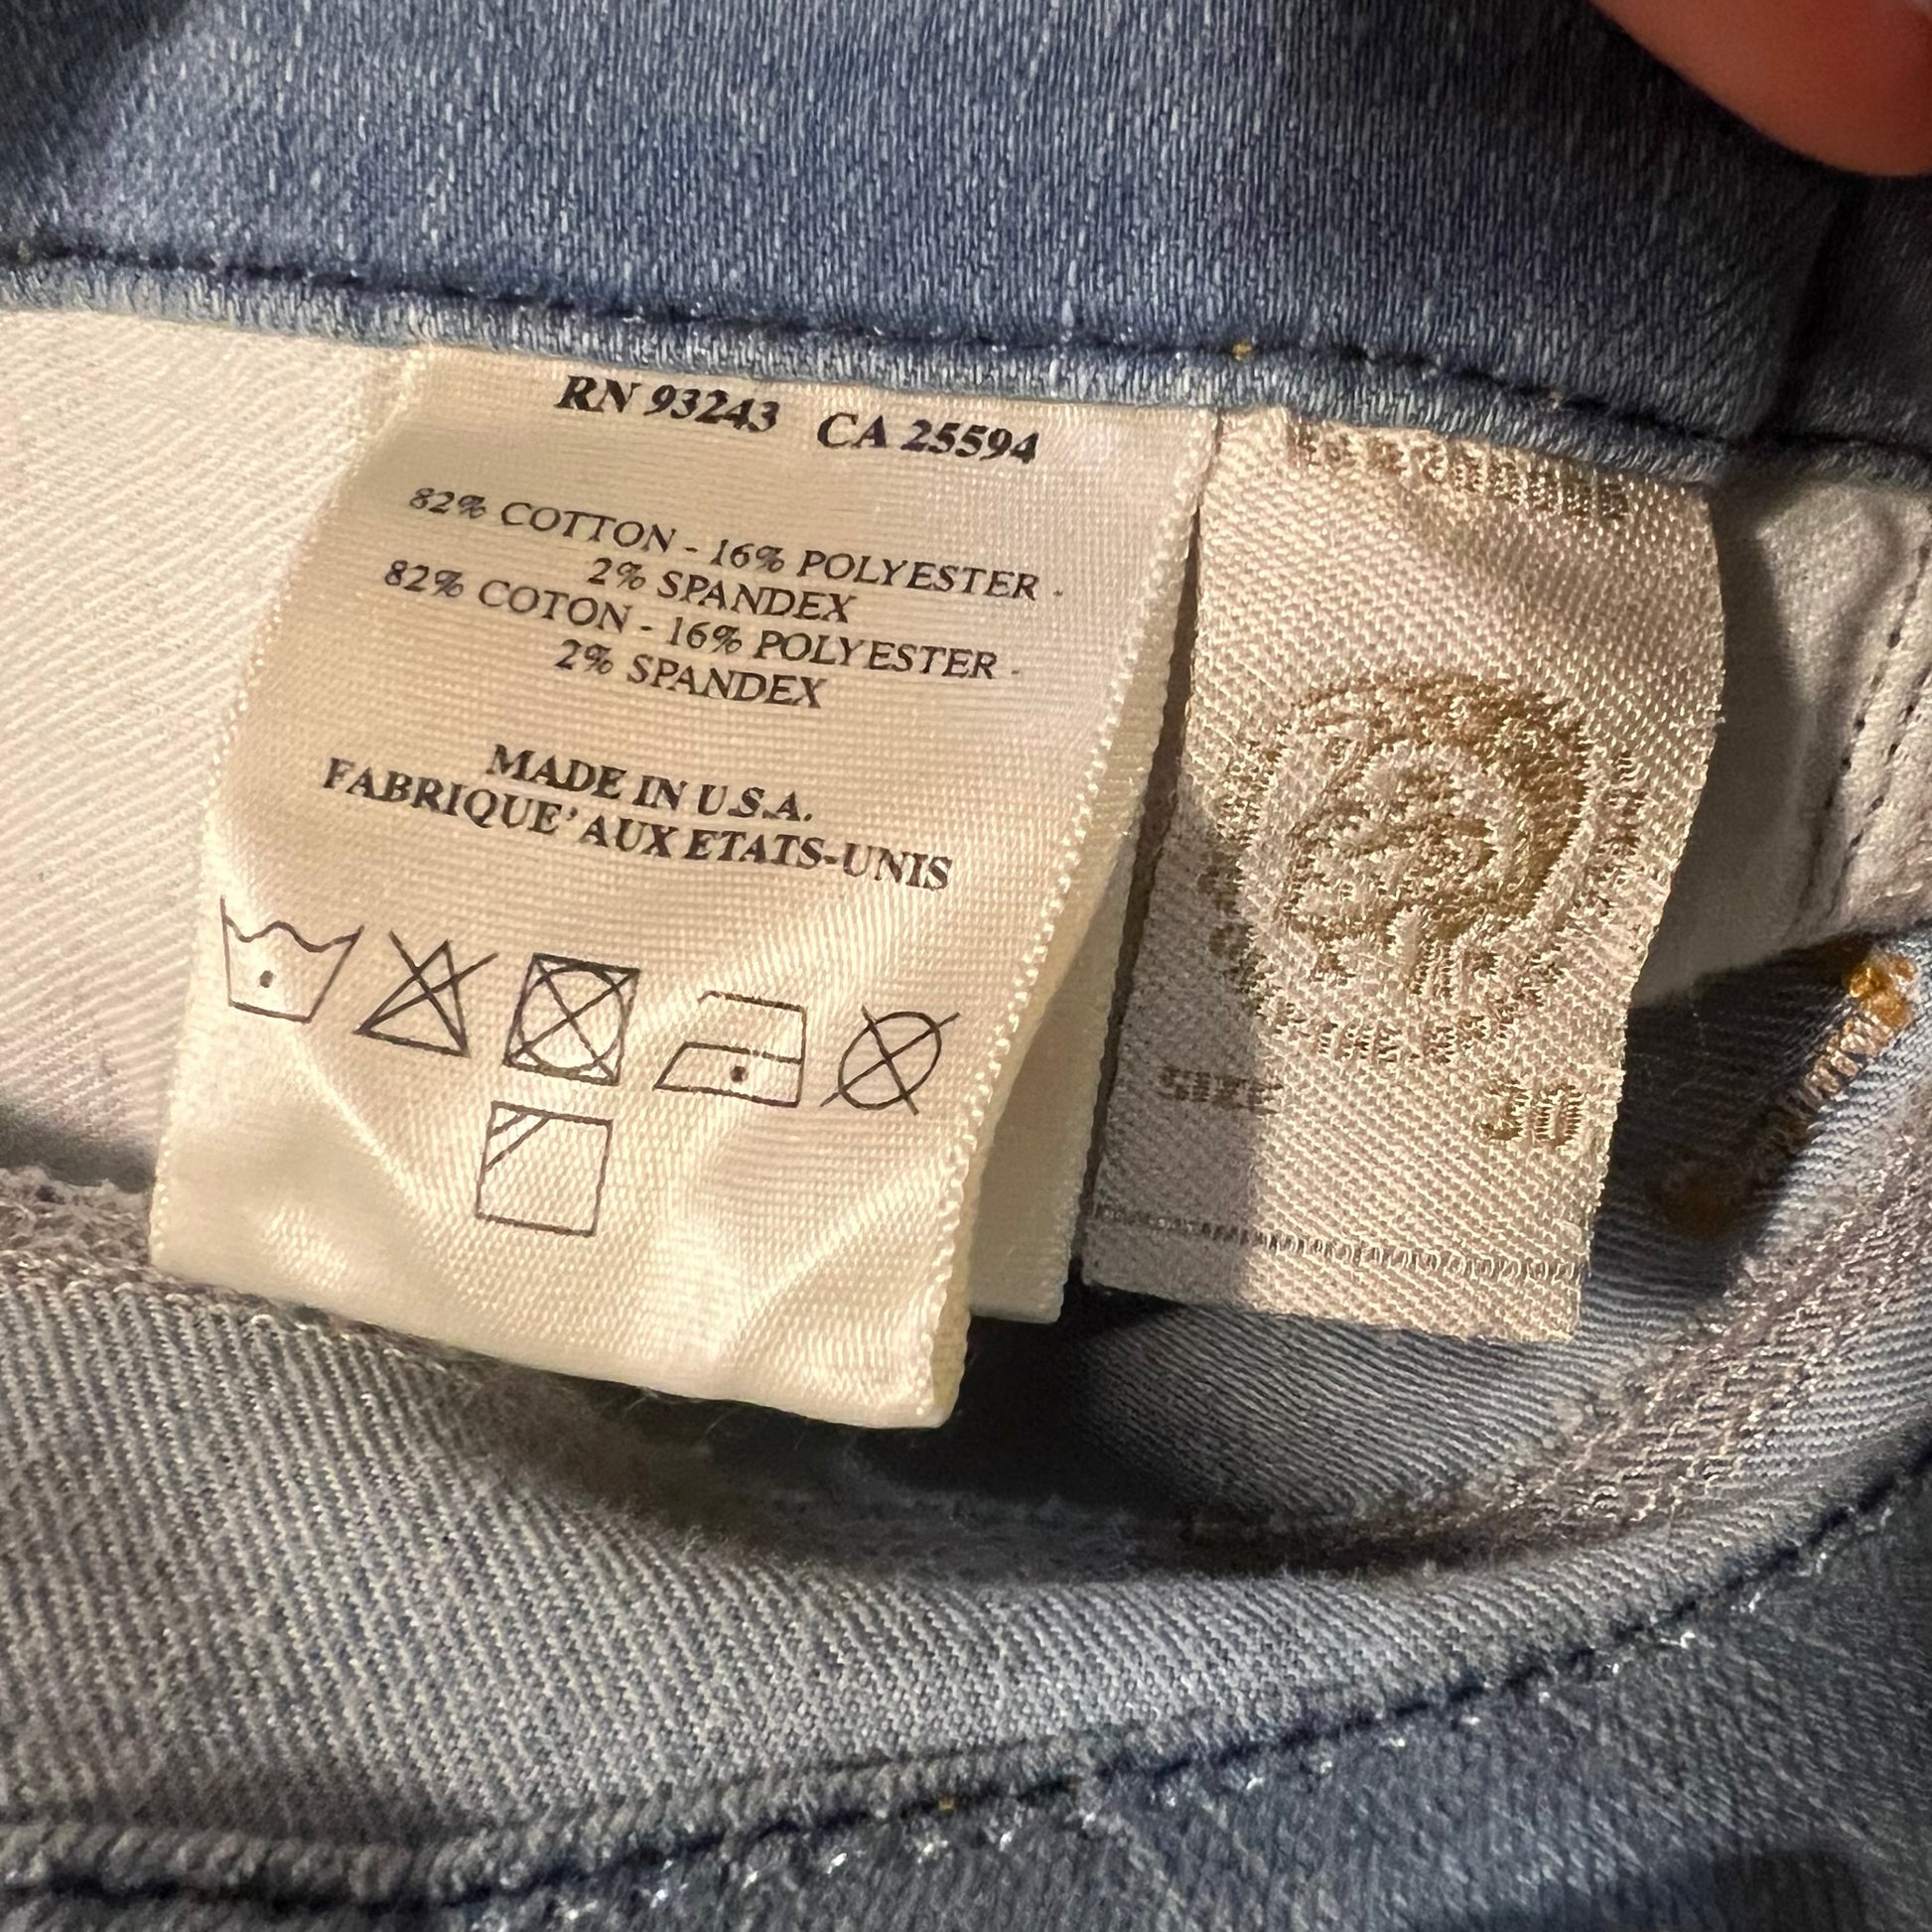 RN 93243 CA 25594
82% COTTON - 16% POLYESTER -
2% SPANDEX
82% COTON - 16% POLYESTER -
2% SPANDEX
MADE IN U.S.A.
FABRIQUE' AUX ETATS-UNIS
SIZE 30